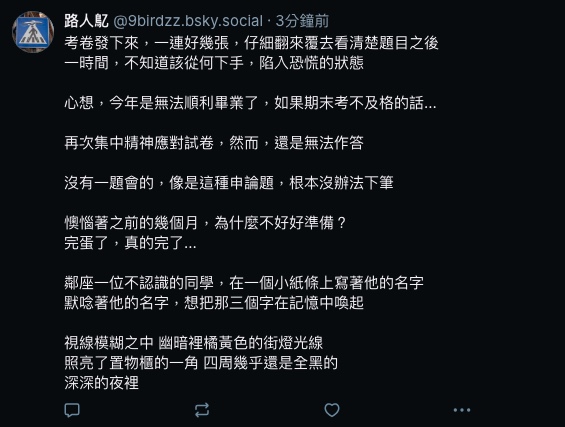 路人髟 @9birdzz.bsky.social · 3分鐘前
考卷發下來，一連好幾張，仔細翻來覆去看清楚題目之後
一時間，不知道該從何下手，陷入恐慌的狀態
心想，今年是無法順利畢業了，如果期末考不及格的話...
再次集中精神應對試卷，然而，還是無法作答
沒有一題會的，像是這種申論題，根本沒辦法下筆
懊惱著之前的幾個月，為什麼不好好準備？
完蛋了，真的完了...
鄰座一位不認識的同學，在一個小紙條上寫著他的名字
默唸著他的名字，想把那三個字在記憶中喚起
視線模糊之中 幽暗裡橘黃色的街燈光線
照亮了置物櫃的一角 四周幾乎還是全黑的
深深的夜裡